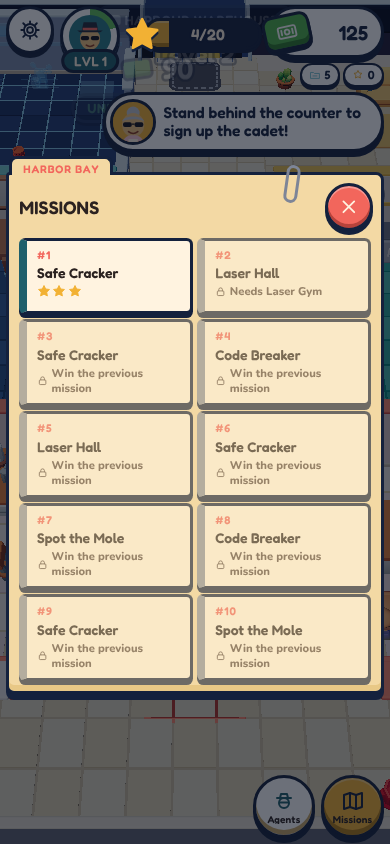 4/20
125
LVL 1
90
5
0
Stand behind the counter to
sign up the cadet!
HARBOR BAY
MISSIONS
#1
Safe Cracker
#2
Laser Hall
Needs Laser Gym
#3
Safe Cracker
Win the previous
mission
#4
Code Breaker
Win the previous
mission
#5
Laser Hall
Win the previous
mission
#6
Safe Cracker
Win the previous
mission
#7
Spot the Mole
Win the previous
mission
#8
Code Breaker
Win the previous
mission
#9
Safe Cracker
Win the previous
mission
#10
Spot the Mole
Win the previous
mission
Agents
Missions